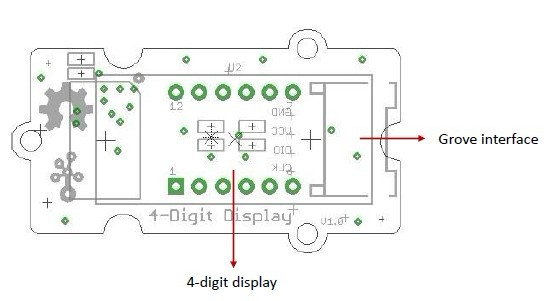 U2
12
GND
VCC
DIO
CLK
1
4-Digit Display
V1.0
Grove interface
4-digit display